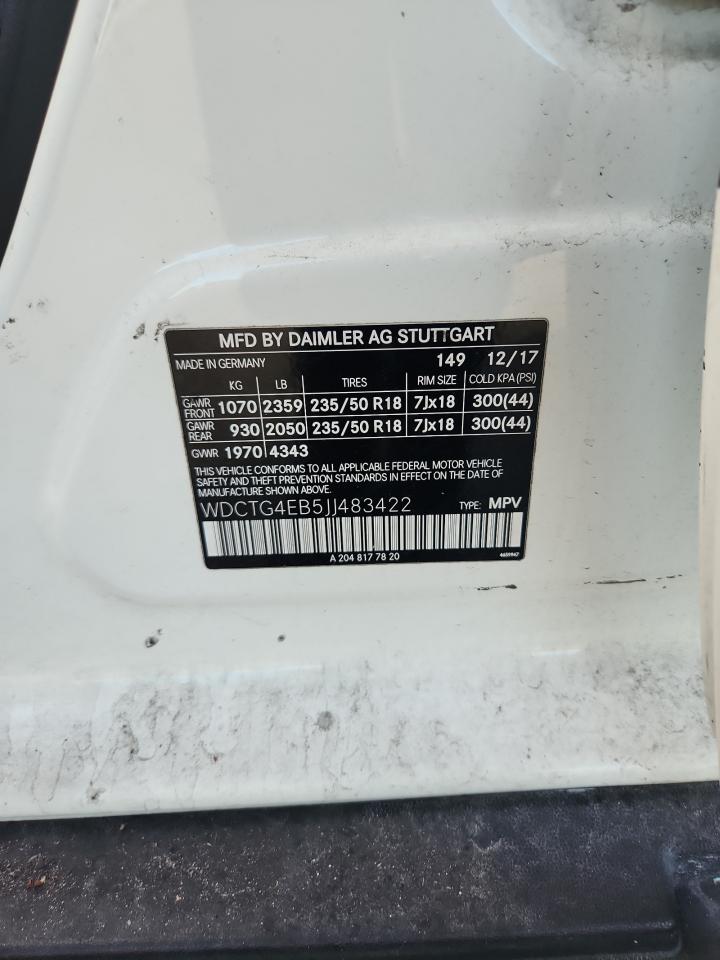 MFD BY DAIMLER AG STUTTGART
MADE IN GERMANY 149 12/17
KG LB TIRES RIM SIZE COLD KPA (PSI)
GAWR FRONT 1070 2359 235/50 R18 7Jx18 300(44)
GAWR REAR 930 2050 235/50 R18 7Jx18 300(44)
GVWR 1970 4343
THIS VEHICLE CONFORMS TO ALL APPLICABLE FEDERAL MOTOR VEHICLE
SAFETY AND THEFT PREVENTION STANDARDS IN EFFECT ON THE DATE OF
MANUFACTURE SHOWN ABOVE.
WDCTG4EB5JJ483422 TYPE: MPV
A 204 817 78 20 4659947